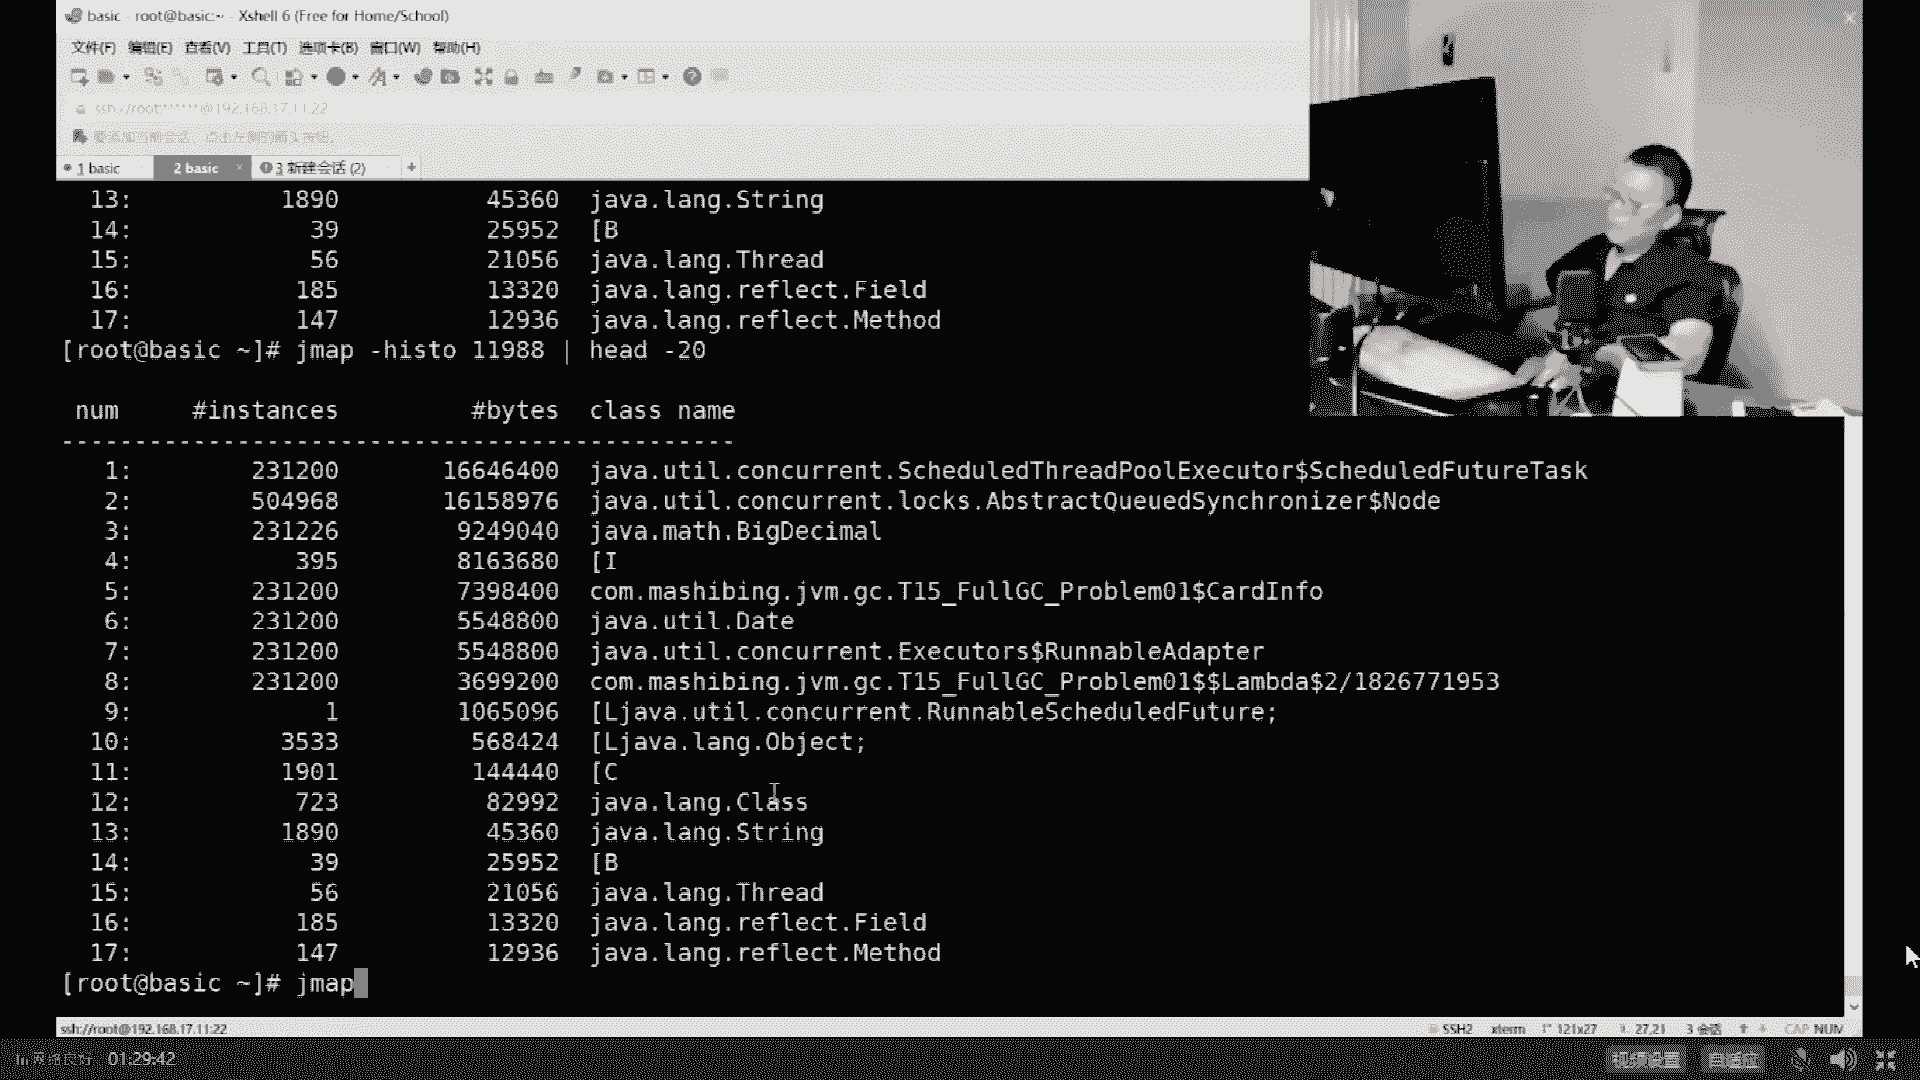 basic - root@basic:~ - Xshell 6 (Free for Home/School)
文件(F) 编辑(E) 查看(V) 工具(T) 选项卡(B) 窗口(W) 帮助(H)
ssh://root:******@192.168.17.11:22
要添加当前会话，点击左侧的箭头按钮。
1 basic 2 basic × 3 新建会话 (2) +
13: 1890 45360 java.lang.String
14: 39 25952 [B
15: 56 21056 java.lang.Thread
16: 185 13320 java.lang.reflect.Field
17: 147 12936 java.lang.reflect.Method
[root@basic ~]# jmap -histo 11988 | head -20
num #instances #bytes class name
----------------------------------------------
1: 231200 16646400 java.util.concurrent.ScheduledThreadPoolExecutor$ScheduledFutureTask
2: 504968 16158976 java.util.concurrent.locks.AbstractQueuedSynchronizer$Node
3: 231226 9249040 java.math.BigDecimal
4: 395 8163680 [I
5: 231200 7398400 com.mashibing.jvm.gc.T15_FullGC_Problem01$CardInfo
6: 231200 5548800 java.util.Date
7: 231200 5548800 java.util.concurrent.Executors$RunnableAdapter
8: 231200 3699200 com.mashibing.jvm.gc.T15_FullGC_Problem01$$Lambda$2/1826771953
9: 1 1065096 [Ljava.util.concurrent.RunnableScheduledFuture;
10: 3533 568424 [Ljava.lang.Object;
11: 1901 144440 [C
12: 723 82992 java.lang.Class
13: 1890 45360 java.lang.String
14: 39 25952 [B
15: 56 21056 java.lang.Thread
16: 185 13320 java.lang.reflect.Field
17: 147 12936 java.lang.reflect.Method
[root@basic ~]# jmap
ssh://root@192.168.17.11:22 SSH2 xterm 121x27 27,21 3 会话 CAP NUM
网络良好 01:29:42 视频设置 自适应